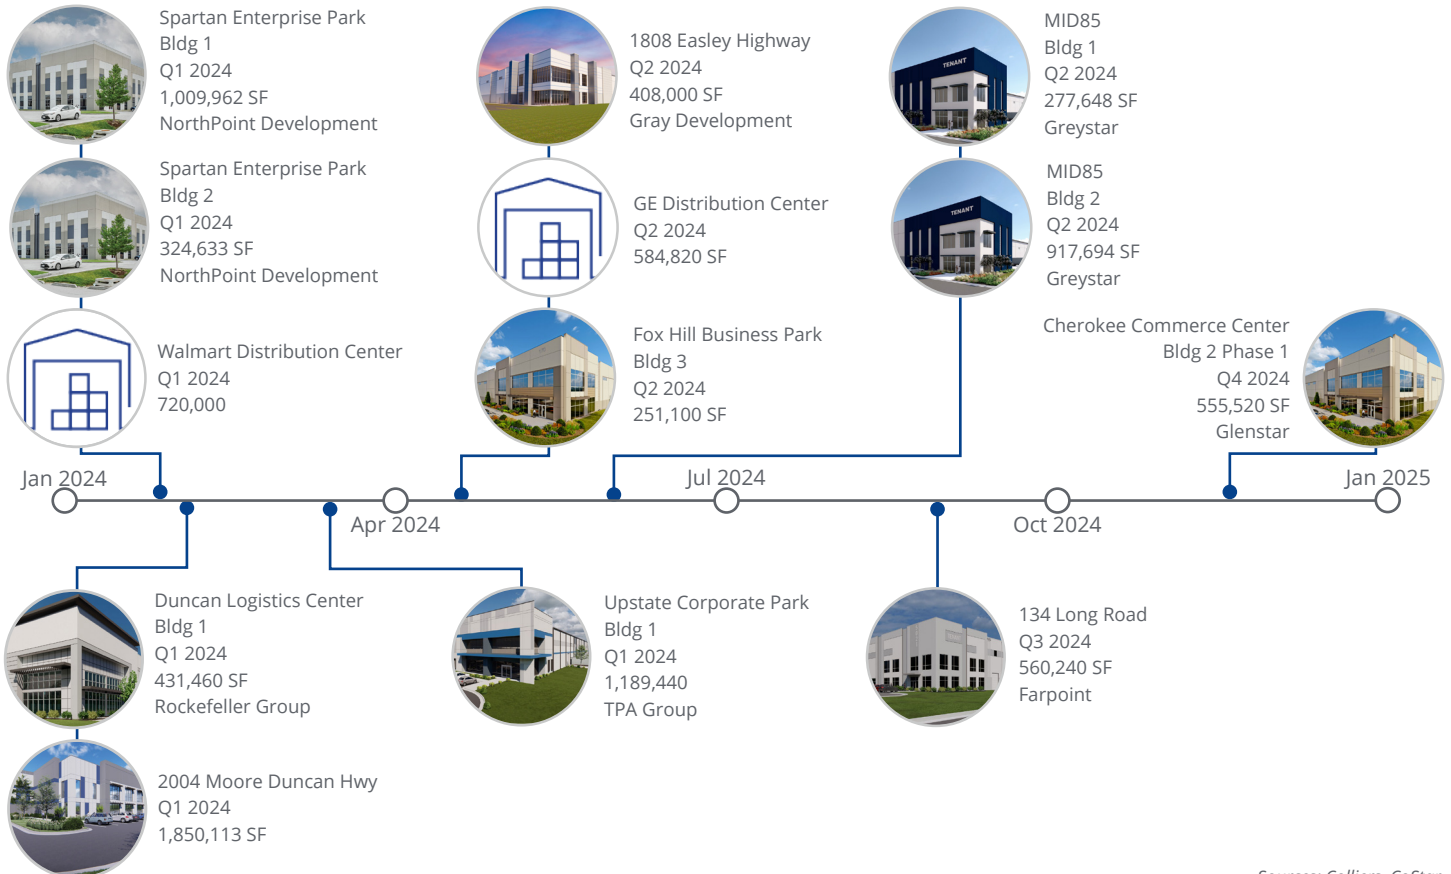 Spartan Enterprise Park
Bldg 1
Q1 2024
1,009,962 SF
NorthPoint Development
Spartan Enterprise Park
Bldg 2
Q1 2024
324,633 SF
NorthPoint Development
Walmart Distribution Center
Q1 2024
720,000
1808 Easley Highway
Q2 2024
408,000 SF
Gray Development
GE Distribution Center
Q2 2024
584,820 SF
Fox Hill Business Park
Bldg 3
Q2 2024
251,100 SF
TENANT
MID85
Bldg 1
Q2 2024
277,648 SF
Greystar
TENANT
MID85
Bldg 2
Q2 2024
917,694 SF
Greystar
Cherokee Commerce Center
Bldg 2 Phase 1
Q4 2024
555,520 SF
Glenstar
Jan 2024
Apr 2024
Jul 2024
Oct 2024
Jan 2025
Duncan Logistics Center
Bldg 1
Q1 2024
431,460 SF
Rockefeller Group
2004 Moore Duncan Hwy
Q1 2024
1,850,113 SF
Upstate Corporate Park
Bldg 1
Q1 2024
1,189,440
TPA Group
134 Long Road
Q3 2024
560,240 SF
Farpoint
Sources: Colliers, CoStar